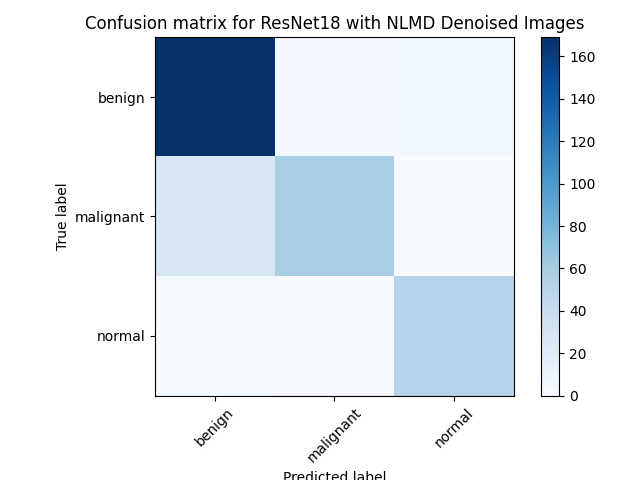 Confusion matrix for ResNet18 with NLMD Denoised Images
160
140
120
100
80
60
40
20
0
True label
benign
malignant
normal
benign
malignant
normal
Predicted label